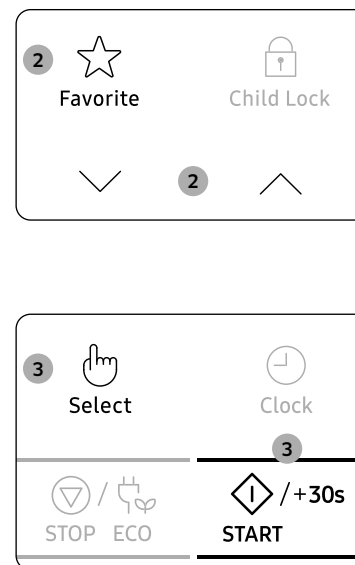 2
Favorite Child Lock
2
3
Select Clock
3
/ / +30s
STOP ECO START